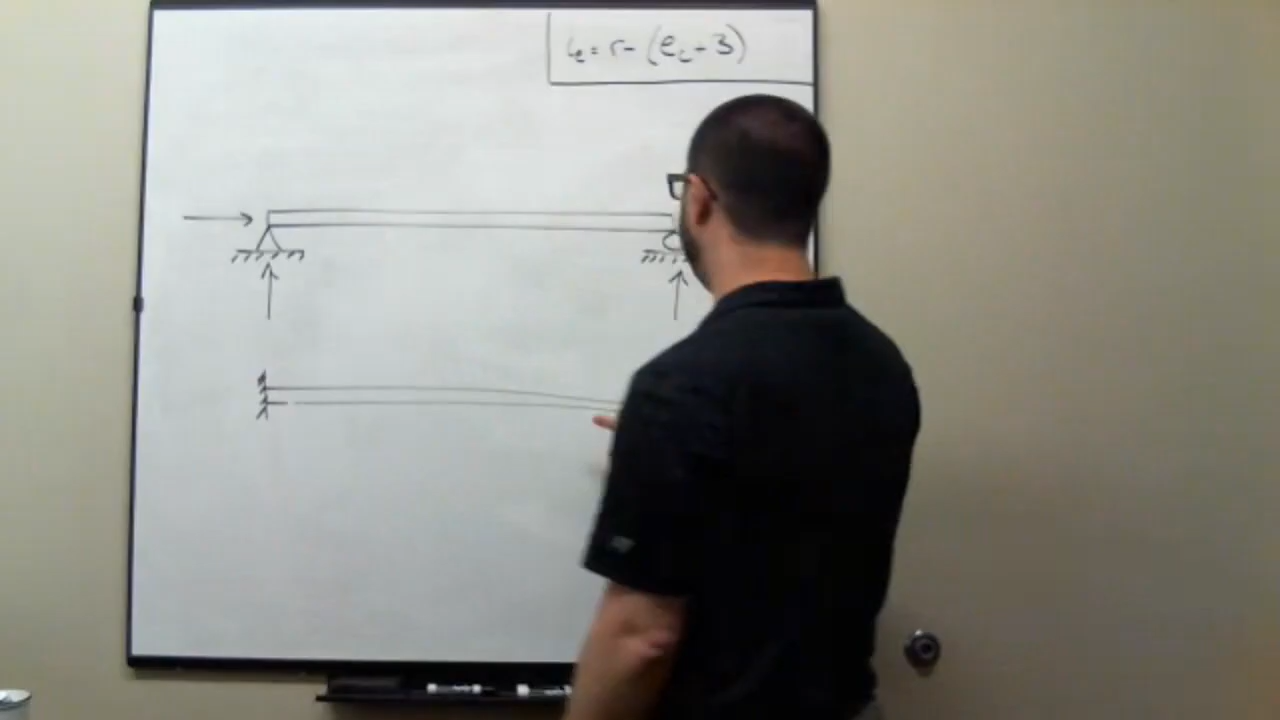 ie = r - (ec + 3)